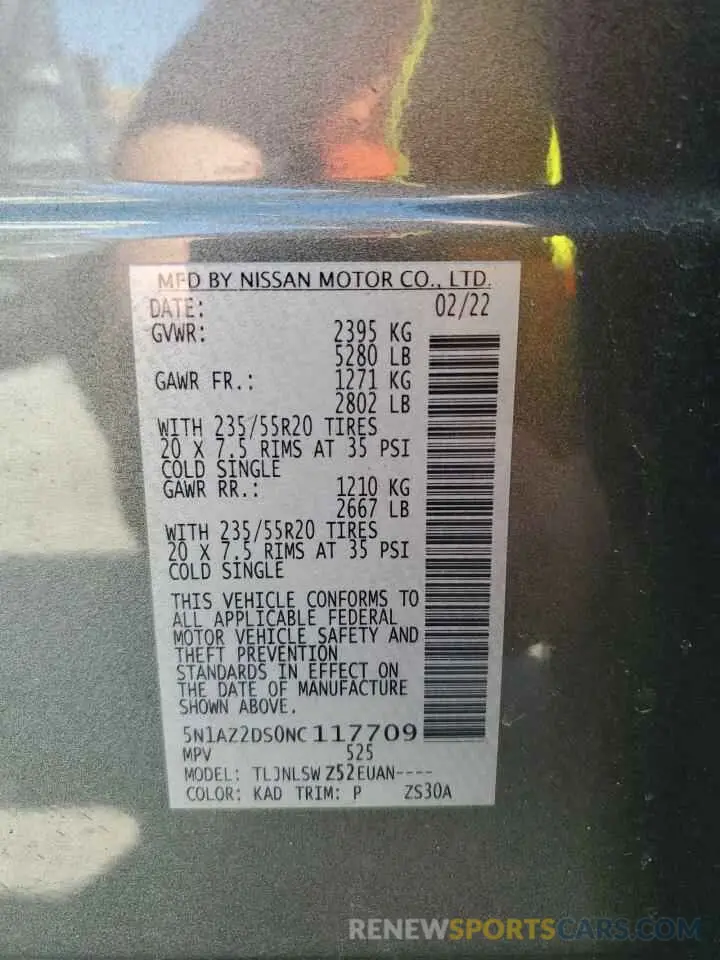 MFD BY NISSAN MOTOR CO., LTD.
DATE: 02/22
GVWR: 2395 KG
5280 LB
GAWR FR.: 1271 KG
2802 LB
WITH 235/55R20 TIRES
20 X 7.5 RIMS AT 35 PSI
COLD SINGLE
GAWR RR.: 1210 KG
2667 LB
WITH 235/55R20 TIRES
20 X 7.5 RIMS AT 35 PSI
COLD SINGLE
THIS VEHICLE CONFORMS TO
ALL APPLICABLE FEDERAL
MOTOR VEHICLE SAFETY AND
THEFT PREVENTION
STANDARDS IN EFFECT ON
THE DATE OF MANUFACTURE
SHOWN ABOVE.
5N1AZ2DS0NC117709
MPV 525
MODEL: TLJNLSW Z52EUAN----
COLOR: KAD TRIM: P ZS30A
RENEWSPORTSCARS.COM